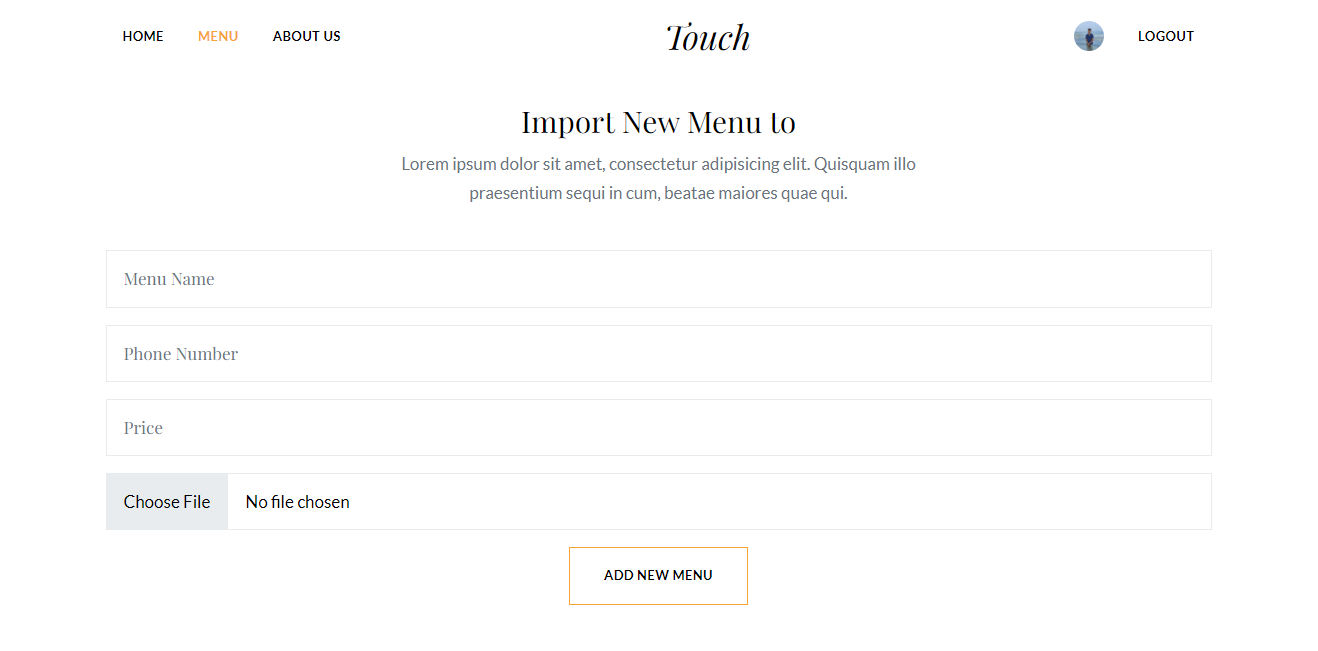 HOME MENU ABOUT US Touch LOGOUT
Import New Menu to
Lorem ipsum dolor sit amet, consectetur adipisicing elit. Quisquam illo
praesentium sequi in cum, beatae maiores quae qui.
Menu Name
Phone Number
Price
Choose File No file chosen
ADD NEW MENU